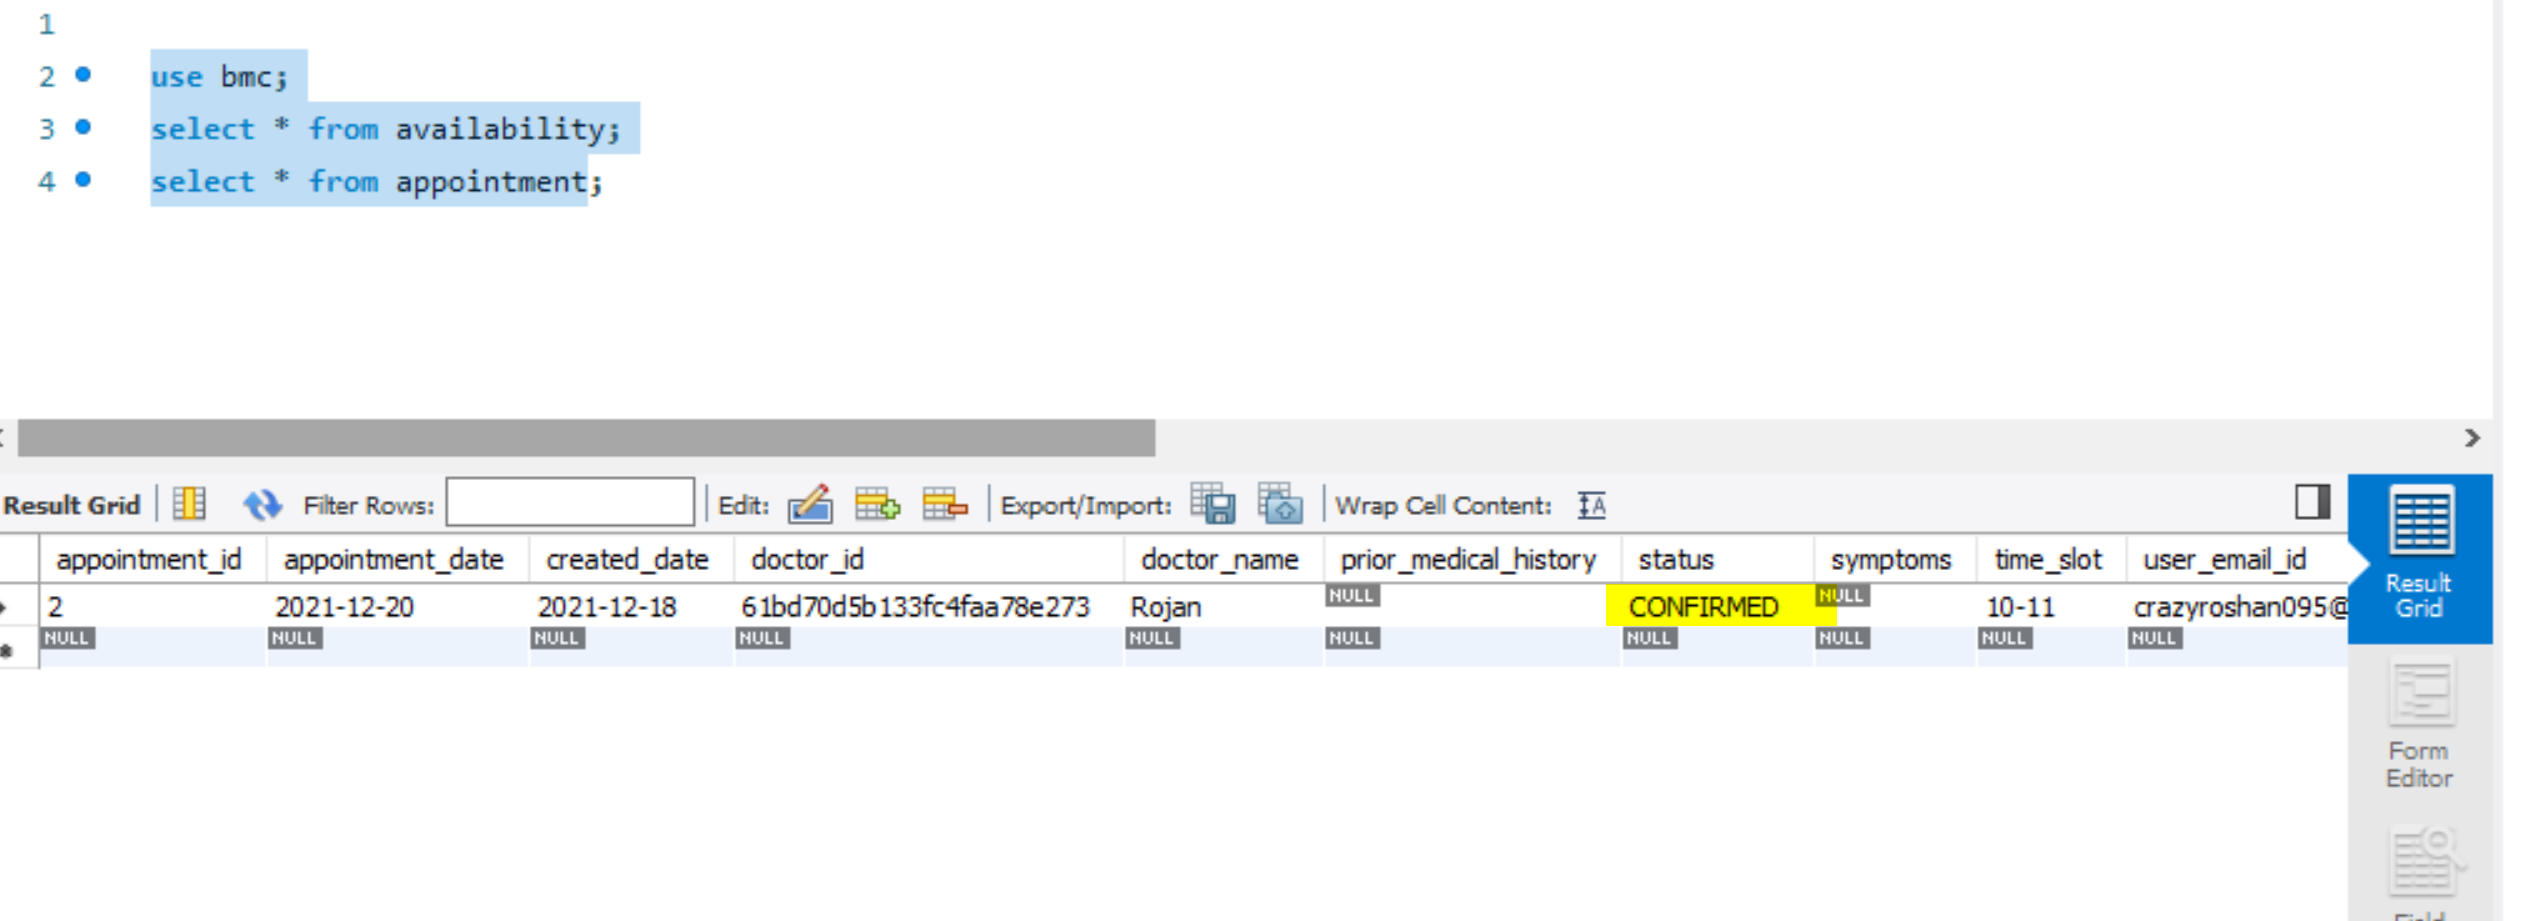 1
2 use bmc;
3 select * from availability;
4 select * from appointment;
Result Grid Filter Rows: Edit: Export/Import: Wrap Cell Content: IA
appointment_id appointment_date created_date doctor_id doctor_name prior_medical_history status symptoms time_slot user_email_id
2 2021-12-20 2021-12-18 61bd70d5b133fc4faa78e273 Rojan NULL CONFIRMED NULL 10-11 crazyroshan095@
NULL NULL NULL NULL NULL NULL NULL NULL NULL NULL
Result
Grid
Form
Editor
Field